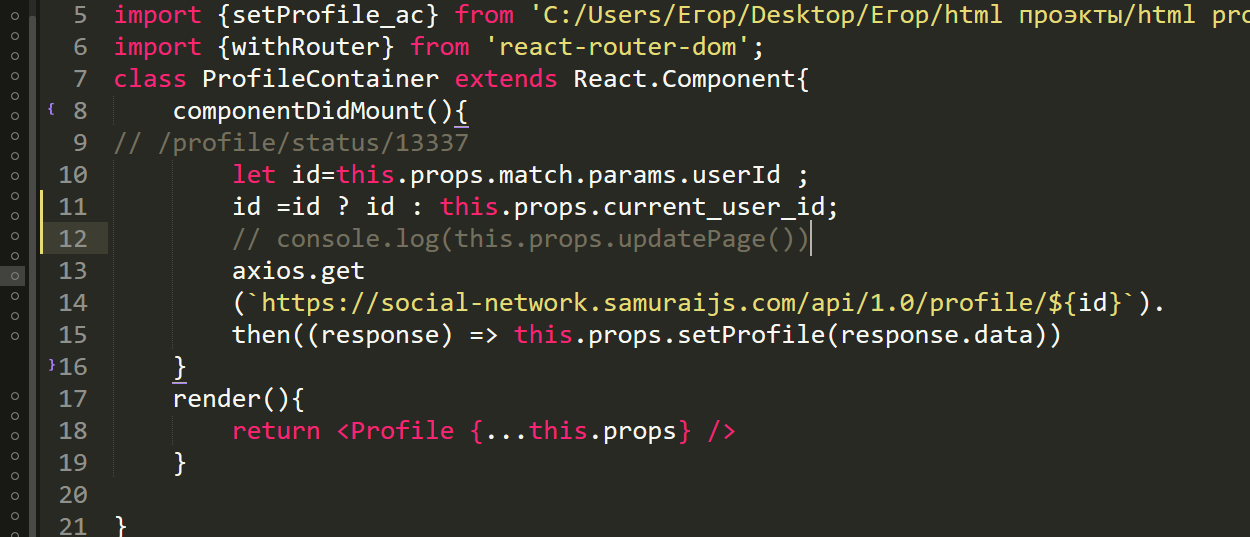 5 import {setProfile_ac} from 'C:/Users/Егор/Desktop/Егор/html проэкты/html pro
6 import {withRouter} from 'react-router-dom';
7 class ProfileContainer extends React.Component{
{ 8 componentDidMount(){
9 // /profile/status/13337
10 let id=this.props.match.params.userId ;
11 id =id ? id : this.props.current_user_id;
12 // console.log(this.props.updatePage())
13 axios.get
14 (`https://social-network.samuraijs.com/api/1.0/profile/${id}`).
15 then((response) => this.props.setProfile(response.data))
} 16 }
17 render(){
18 return <Profile {...this.props} />
19 }
20
21 }